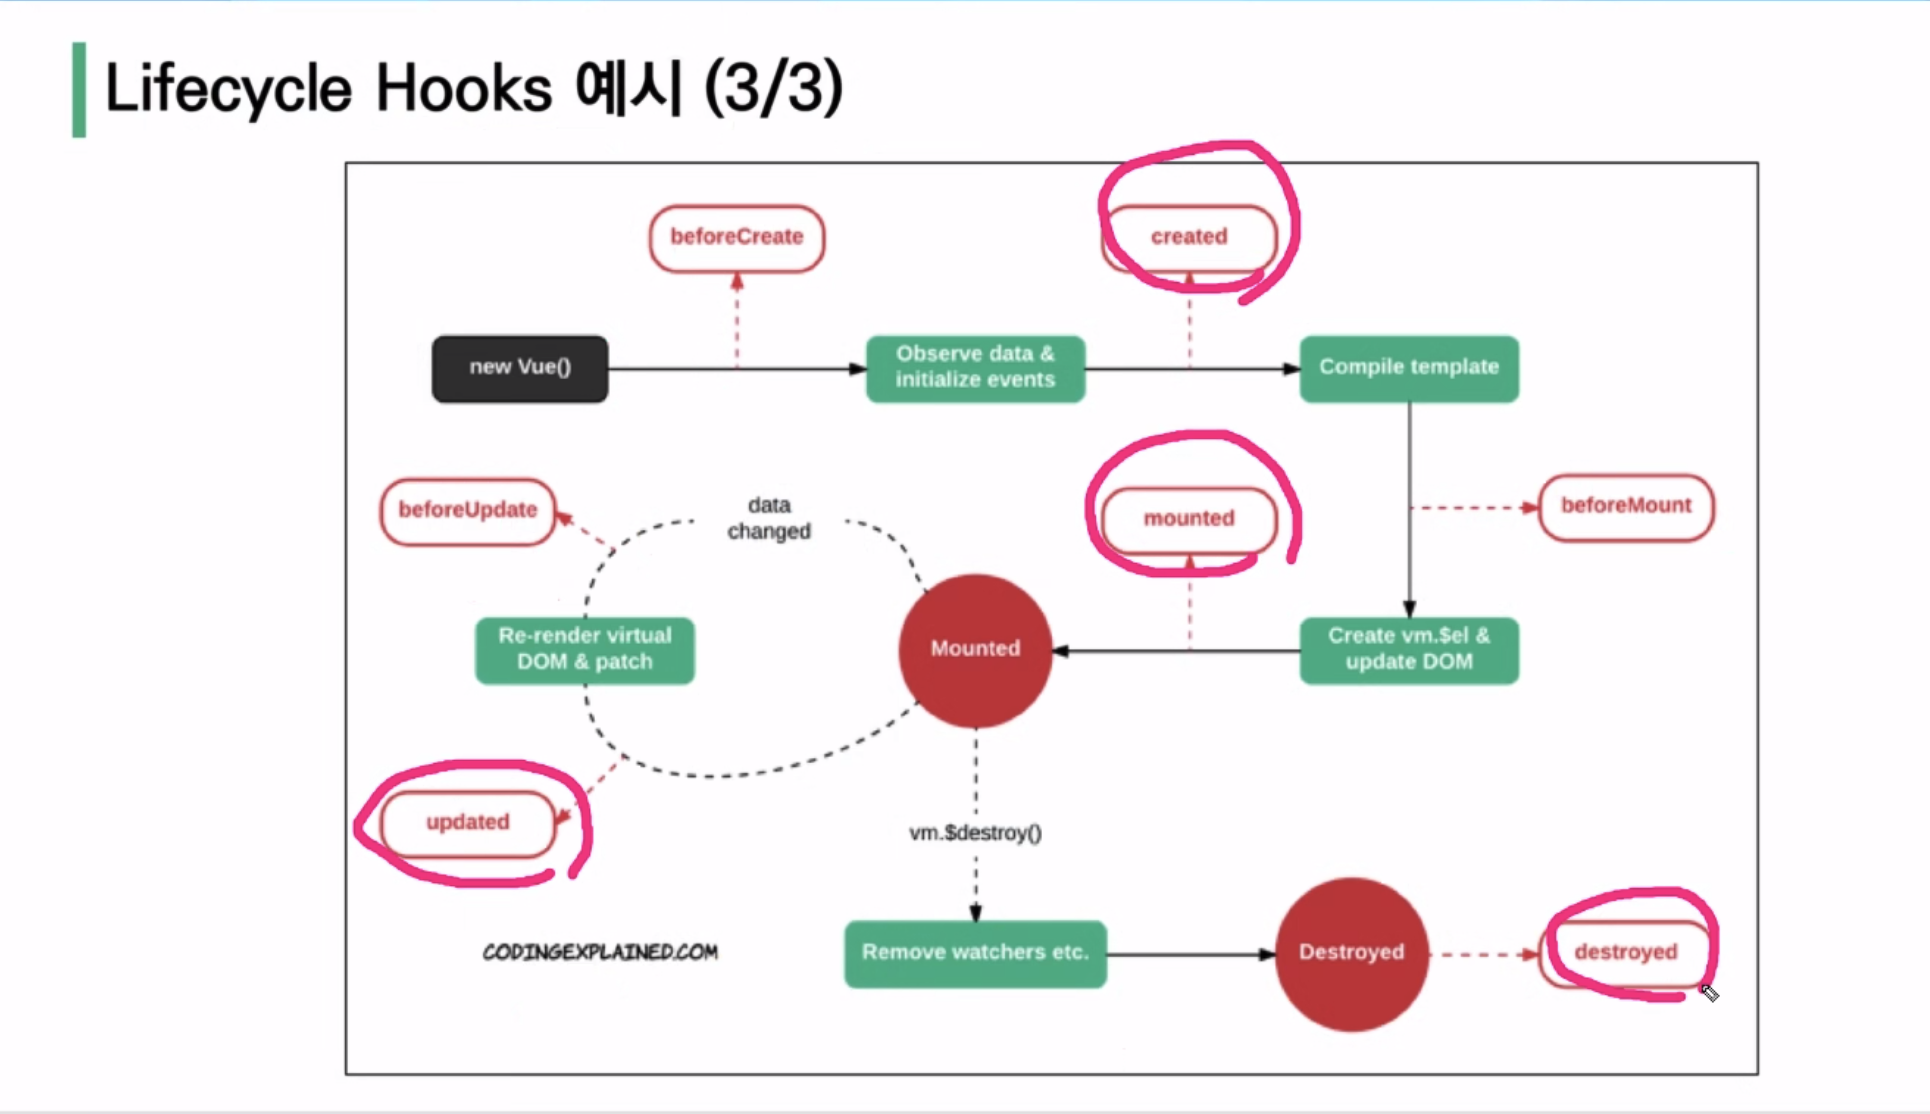 Lifecycle Hooks 예시 (3/3)
beforeCreate
created
new Vue()
Observe data &
initialize events
Compile template
beforeUpdate
data
changed
mounted
beforeMount
Re-render virtual
DOM & patch
Mounted
Create vm.$el &
update DOM
updated
vm.$destroy()
CODINGEXPLAINED.COM
Remove watchers etc.
Destroyed
destroyed